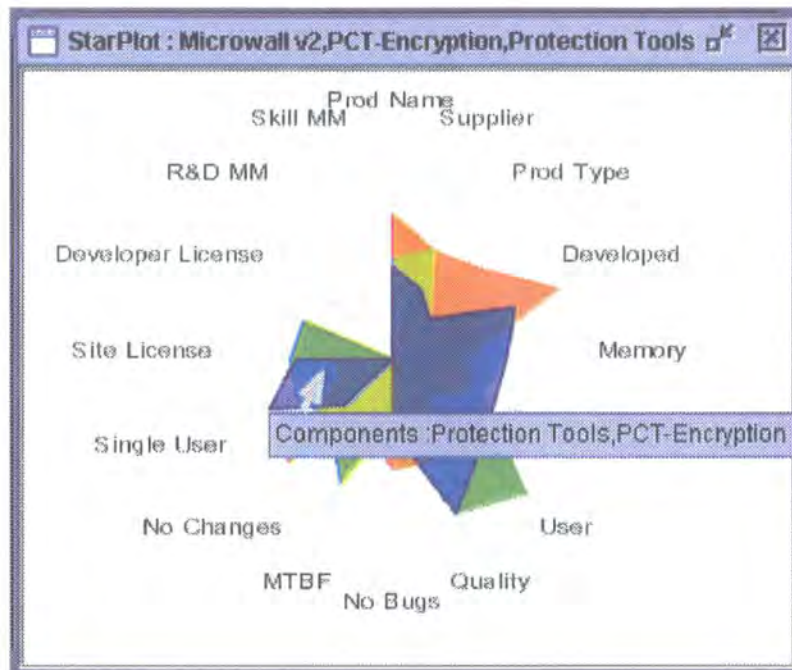 StarPlot : Microwall v2,PCT-Encryption,Protection Tools
Prod Name
Skill MM
Supplier
R&D MM
Prod Type
Developer License
Developed
Site License
Memory
Single User
Components :Protection Tools,PCT-Encryption
No Changes
User
MTBF
Quality
No Bugs